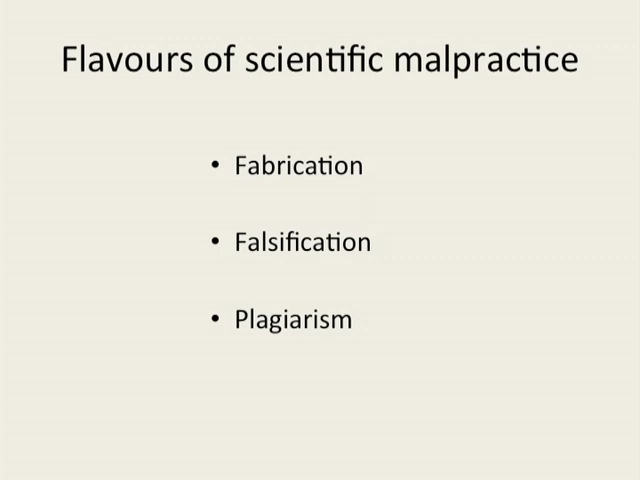 Flavours of scientific malpractice
• Fabrication
• Falsification
• Plagiarism